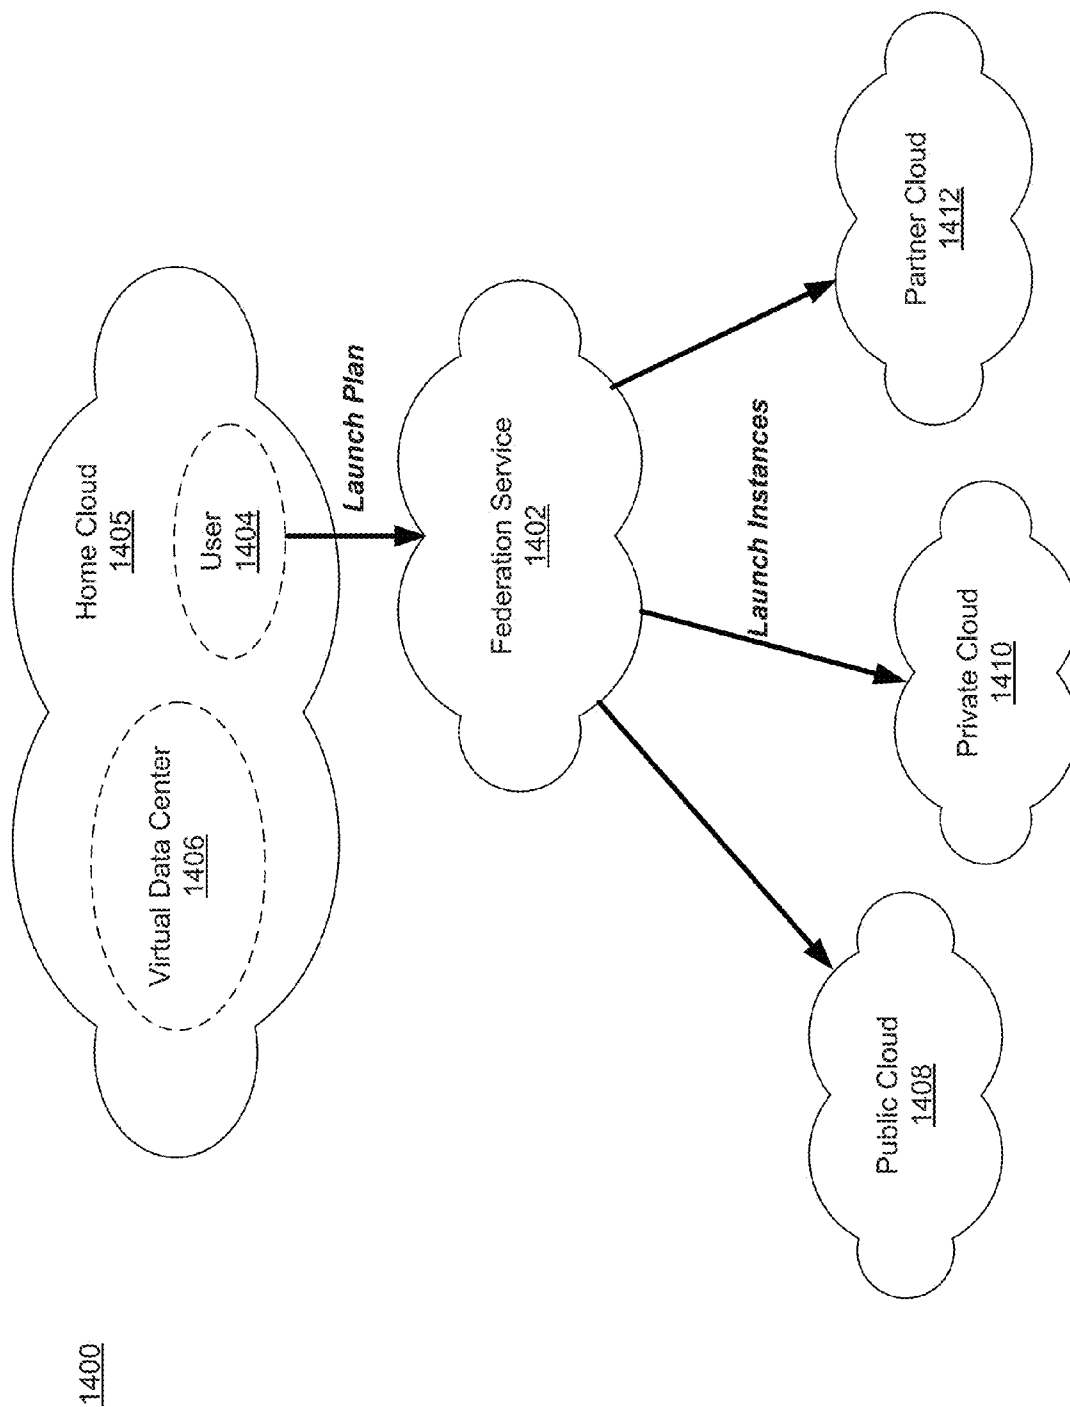 1400
Home Cloud
1405
Virtual Data Center
1406
User
1404
Launch Plan
Federation Service
1402
Launch Instances
Public Cloud
1408
Private Cloud
1410
Partner Cloud
1412